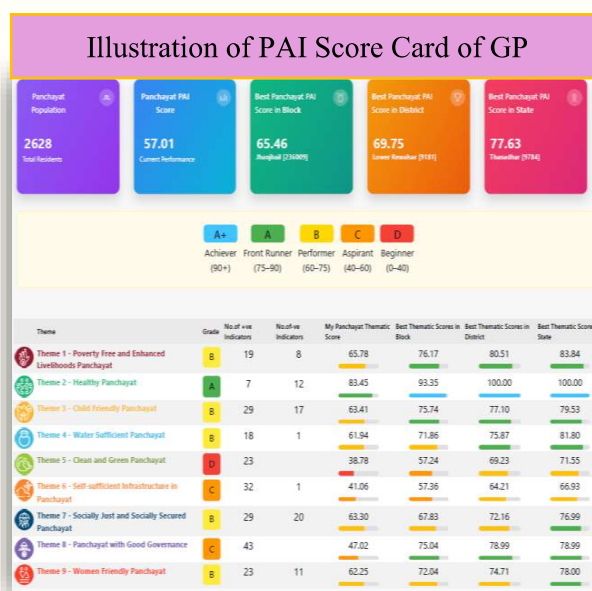 Illustration of PAI Score Card of GP
Panchayat Population
2628
Total Residents
Panchayat PAI Score
57.01
Current Performance
Best Panchayat PAI Score in Block
65.46
Best Panchayat PAI Score in District
69.75
Best Panchayat PAI Score in State
77.63
A+ A B C D
Achiever Front Runner Performer Aspirant Beginner
(90+) (75-90) (60-75) (40-60) (0-40)
Theme Grade No.of +ve Indicators No.of-ve Indicators My Panchayat Thematic Score Best Thematic Scores in Block Best Thematic Scores in District Best Thematic Score State
Theme 1 - Poverty Free and Enhanced Livelihoods Panchayat B 19 8 65.78 76.17 80.51 83.84
Theme 2 - Healthy Panchayat A 7 12 83.45 93.35 100.00 100.00
Theme 3 - Child Friendly Panchayat B 29 17 63.41 75.74 77.10 79.53
Theme 4 - Water Sufficient Panchayat B 18 1 61.94 71.86 75.87 81.80
Theme 5 - Clean and Green Panchayat D 23 38.78 57.24 69.23 71.55
Theme 6 - Self-sufficient Infrastructure in Panchayat C 32 1 41.06 57.36 64.21 66.93
Theme 7 - Socially Just and Socially Secured Panchayat B 29 20 63.30 67.83 72.16 76.99
Theme 8 - Panchayat with Good Governance C 43 47.02 75.04 78.99 78.99
Theme 9 - Women Friendly Panchayat B 23 11 62.25 72.04 74.71 78.00